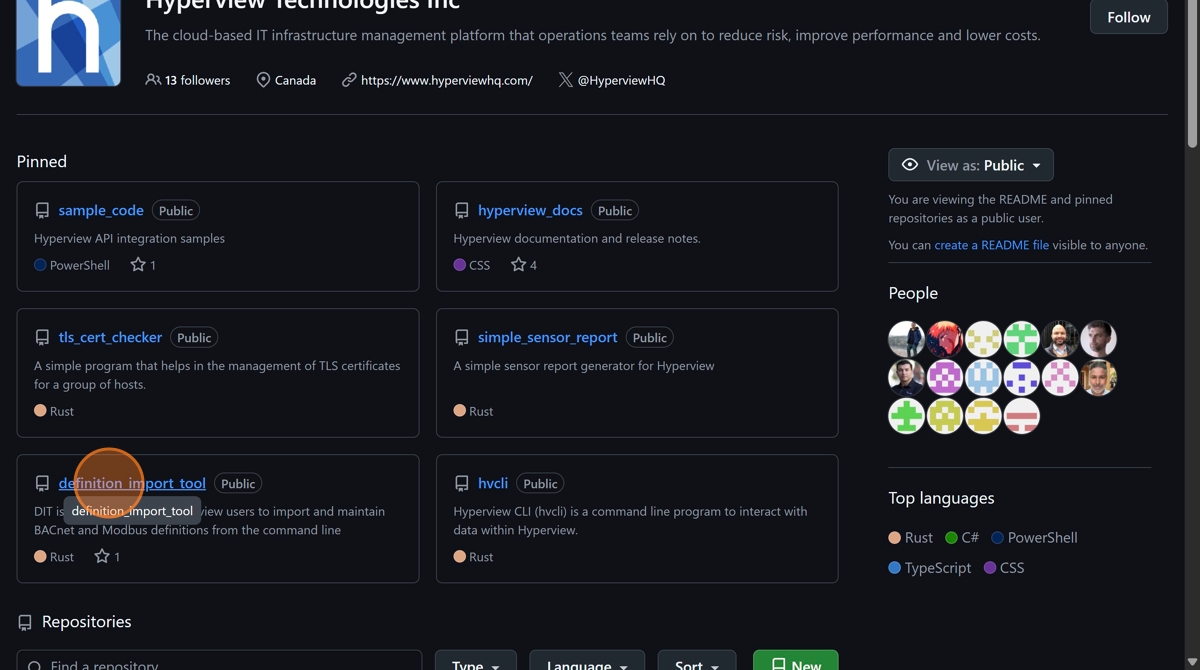 Hyperview Technologies Inc
Follow
The cloud-based IT infrastructure management platform that operations teams rely on to reduce risk, improve performance and lower costs.
13 followers
Canada
https://www.hyperviewhq.com/
@HyperviewHQ
Pinned
sample_code Public
Hyperview API integration samples
PowerShell 1
hyperview_docs Public
Hyperview documentation and release notes.
CSS 4
tls_cert_checker Public
A simple program that helps in the management of TLS certificates
for a group of hosts.
Rust
simple_sensor_report Public
A simple sensor report generator for Hyperview
Rust
definition_import_tool Public
definition_import_tool
DIT is view users to import and maintain
BACnet and Modbus definitions from the command line
Rust 1
hvcli Public
Hyperview CLI (hvcli) is a command line program to interact with
data within Hyperview.
Rust
View as: Public
You are viewing the README and pinned
repositories as a public user.
You can create a README file visible to anyone.
People
Top languages
Rust C# PowerShell
TypeScript CSS
Repositories
Find a repository
Type
Language
Sort
New